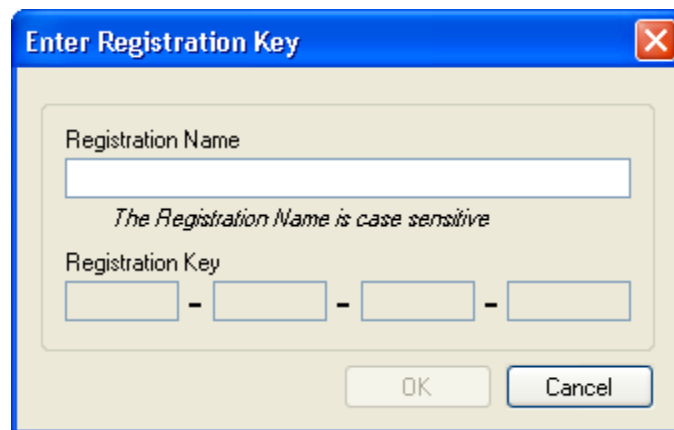 Enter Registration Key
Registration Name
The Registration Name is case sensitive
Registration Key
- - -
OK Cancel